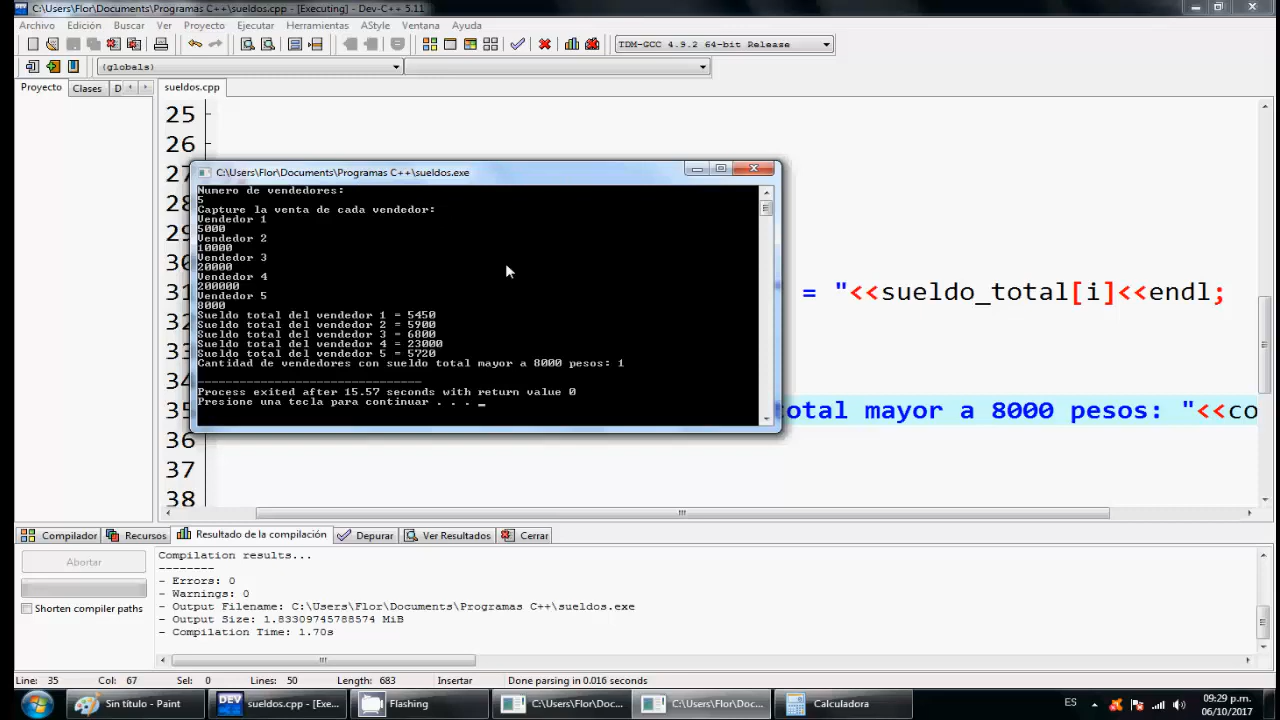 C:\Users\Flor\Documents\Programas C++\sueldos.cpp - [Executing] - Dev-C++ 5.11
Archivo Edición Buscar Ver Proyecto Ejecutar Herramientas AStyle Ventana Ayuda
TDM-GCC 4.9.2 64-bit Release
(globals)
Proyecto Clases D
sueldos.cpp
25
26
27
28
29
30
31
32
33
34
35
36
37
38
= "<<sueldo_total[i]<<endl;
otal mayor a 8000 pesos: "<<co
C:\Users\Flor\Documents\Programas C++\sueldos.exe
Numero de vendedores:
5
Capture la venta de cada vendedor:
Vendedor 1
5000
Vendedor 2
10000
Vendedor 3
20000
Vendedor 4
200000
Vendedor 5
8000
Sueldo total del vendedor 1 = 5450
Sueldo total del vendedor 2 = 5900
Sueldo total del vendedor 3 = 6800
Sueldo total del vendedor 4 = 23000
Sueldo total del vendedor 5 = 5720
Cantidad de vendedores con sueldo total mayor a 8000 pesos: 1
--------------------------------
Process exited after 15.57 seconds with return value 0
Presione una tecla para continuar . . . _
Compilador Recursos Resultado de la compilación Depurar Ver Resultados Cerrar
Abortar
Shorten compiler paths
Compilation results...
--------
- Errors: 0
- Warnings: 0
- Output Filename: C:\Users\Flor\Documents\Programas C++\sueldos.exe
- Output Size: 1.83309745788574 MiB
- Compilation Time: 1.70s
Line: 35 Col: 67 Sel: 0 Lines: 50 Length: 683 Insertar Done parsing in 0.016 seconds
Sin título - Paint
DEV sueldos.cpp - [Exe...
Flashing
C:\Users\Flor\Doc...
C:\Users\Flor\Doc...
Calculadora
ES
09:29 p.m.
06/10/2017